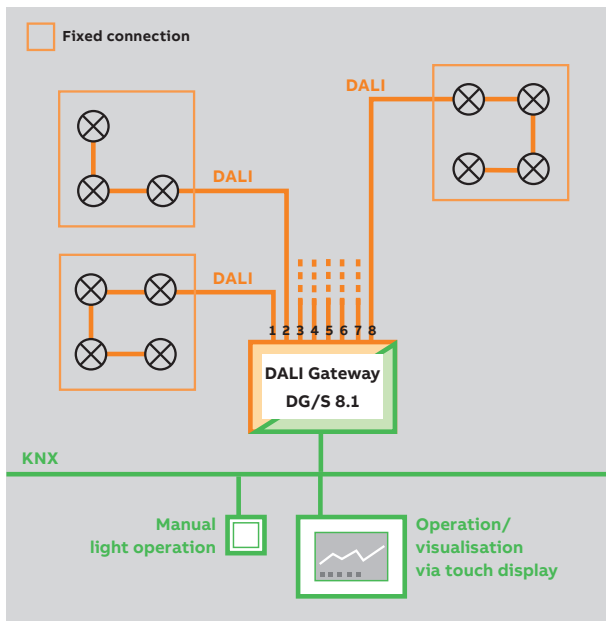 Fixed connection
DALI
DALI
DALI
1 2 3 4 5 6 7 8
DALI Gateway
DG/S 8.1
KNX
Manual
light operation
Operation/
visualisation
via touch display